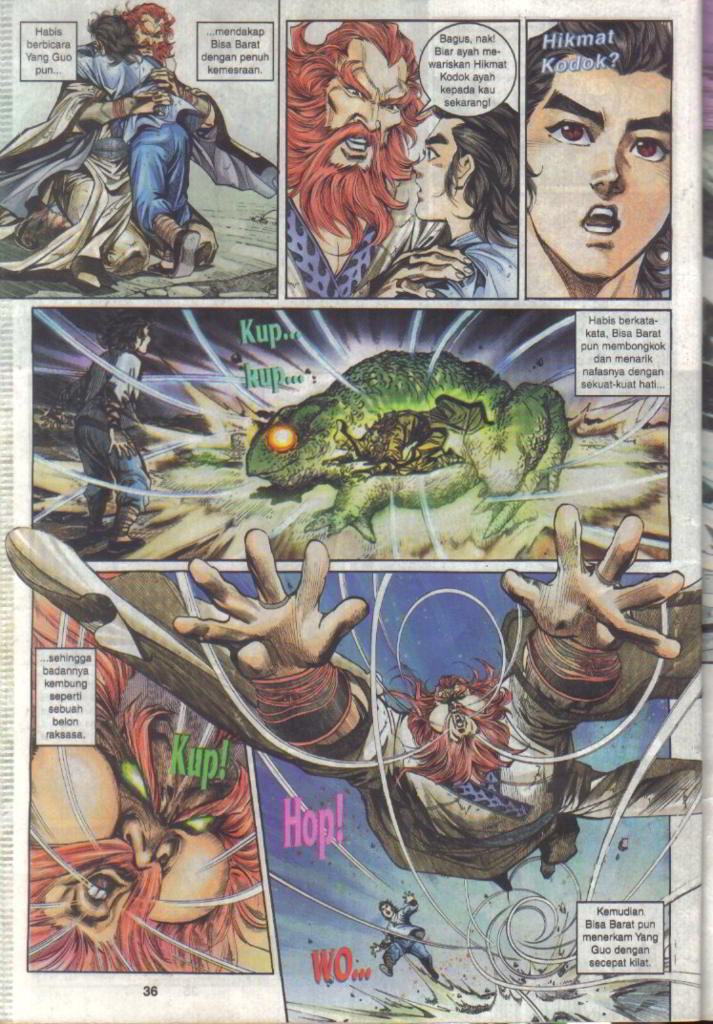 Habis
berbicara
Yang Guo
pun...
...mendakap
Bisa Barat
dengan penuh
kemesraan.
Bagus, nak!
Biar ayah me-
wariskan Hikmat
Kodok ayah
kepada kau
sekarang!
Hikmat
Kodok?
Kup...
kup...
Habis berkata-
kata, Bisa Barat
pun membongkok
dan menarik
nafasnya dengan
sekuat-kuat hati...
...sehingga
badannya
kembung
seperti
sebuah
belon
raksasa.
Kup!
Hop!
WO...
Kemudian
Bisa Barat pun
menerkam Yang
Guo dengan
secepat kilat.
36